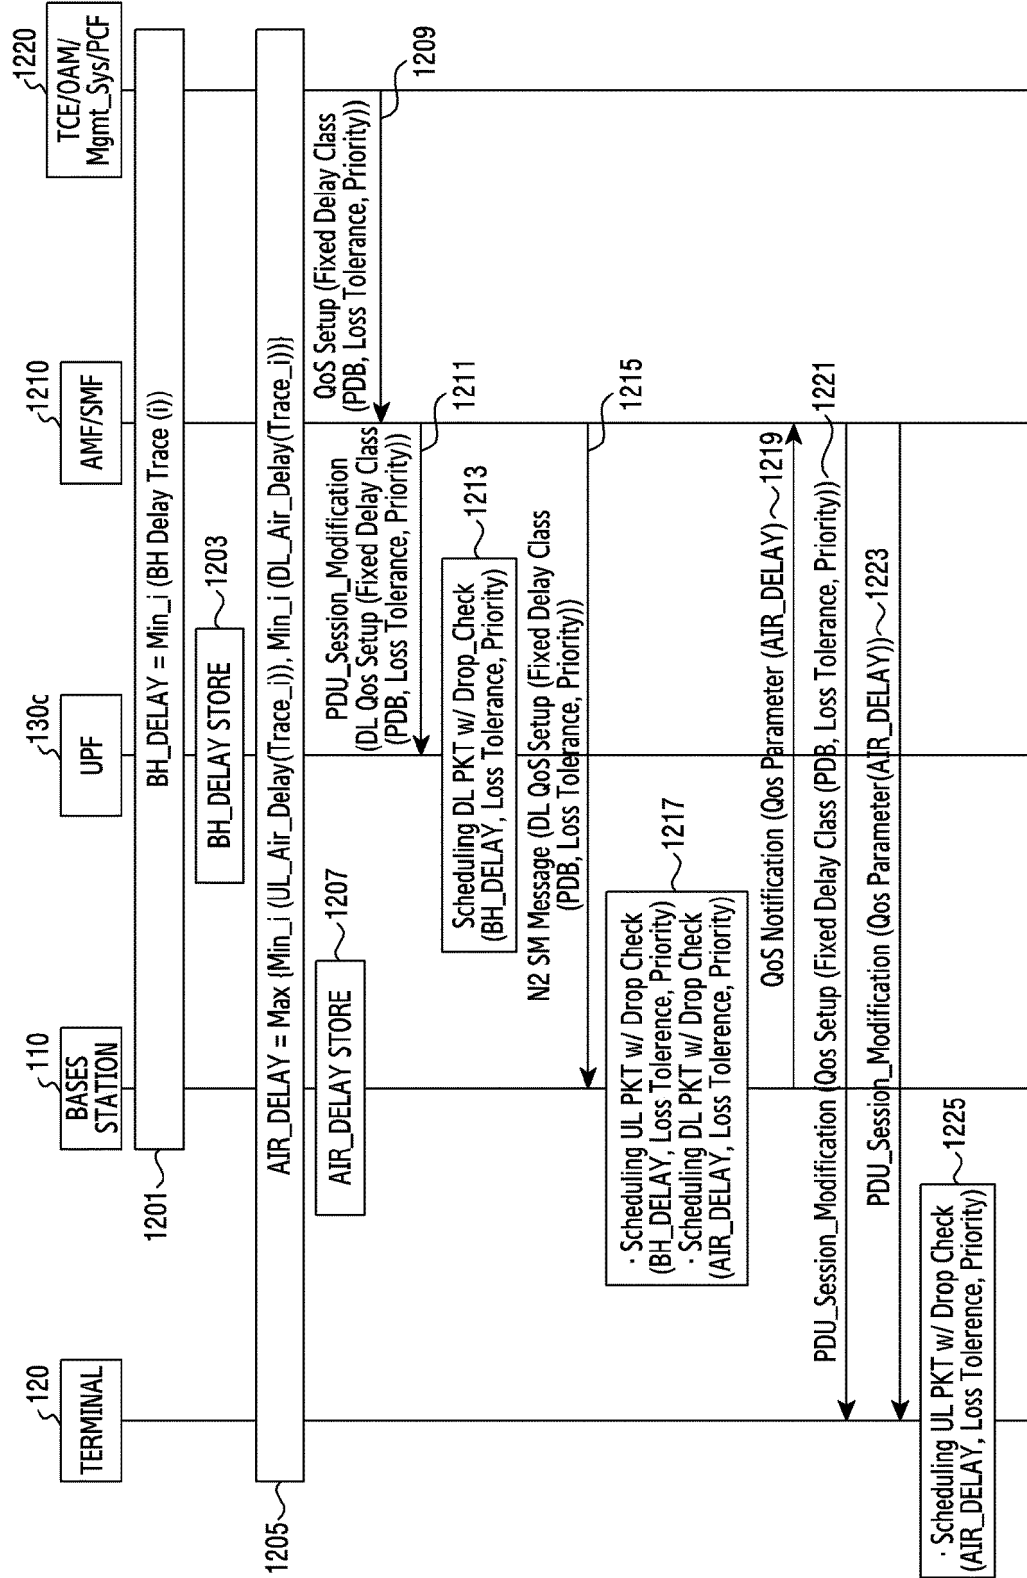 TERMINAL
120
BASES
STATION
110
UPF
130c
AMF/SMF
1210
TCE/OAM/
Mgmt_Sys/PCF
1220
1201
BH_DELAY = Min_i (BH Delay Trace (i))
BH_DELAY STORE
1203
1205
AIR_DELAY = Max {Min_i (UL_Air_Delay(Trace_i)), Min_i (DL_Air_Delay(Trace_i))}
AIR_DELAY STORE
1207
QoS Setup (Fixed Delay Class
(PDB, Loss Tolerance, Priority))
1209
PDU_Session_Modification
(DL Qos Setup (Fixed Delay Class
(PDB, Loss Tolerance, Priority))
1211
Scheduling DL PKT w/ Drop_Check
(BH_DELAY, Loss Tolerance, Priority)
1213
N2 SM Message (DL QoS Setup (Fixed Delay Class
(PDB, Loss Tolerance, Priority))
1215
· Scheduling UL PKT w/ Drop Check
(BH_DELAY, Loss Tolerence, Priority)
· Scheduling DL PKT w/ Drop Check
(AIR_DELAY, Loss Tolerence, Priority)
1217
QoS Notification (Qos Parameter (AIR_DELAY)
1219
PDU_Session_Modification (Qos Setup (Fixed Delay Class (PDB, Loss Tolerance, Priority))
1221
PDU_Session_Modification (Qos Parameter(AIR_DELAY))
1223
· Scheduling UL PKT w/ Drop Check
(AIR_DELAY, Loss Tolerence, Priority)
1225